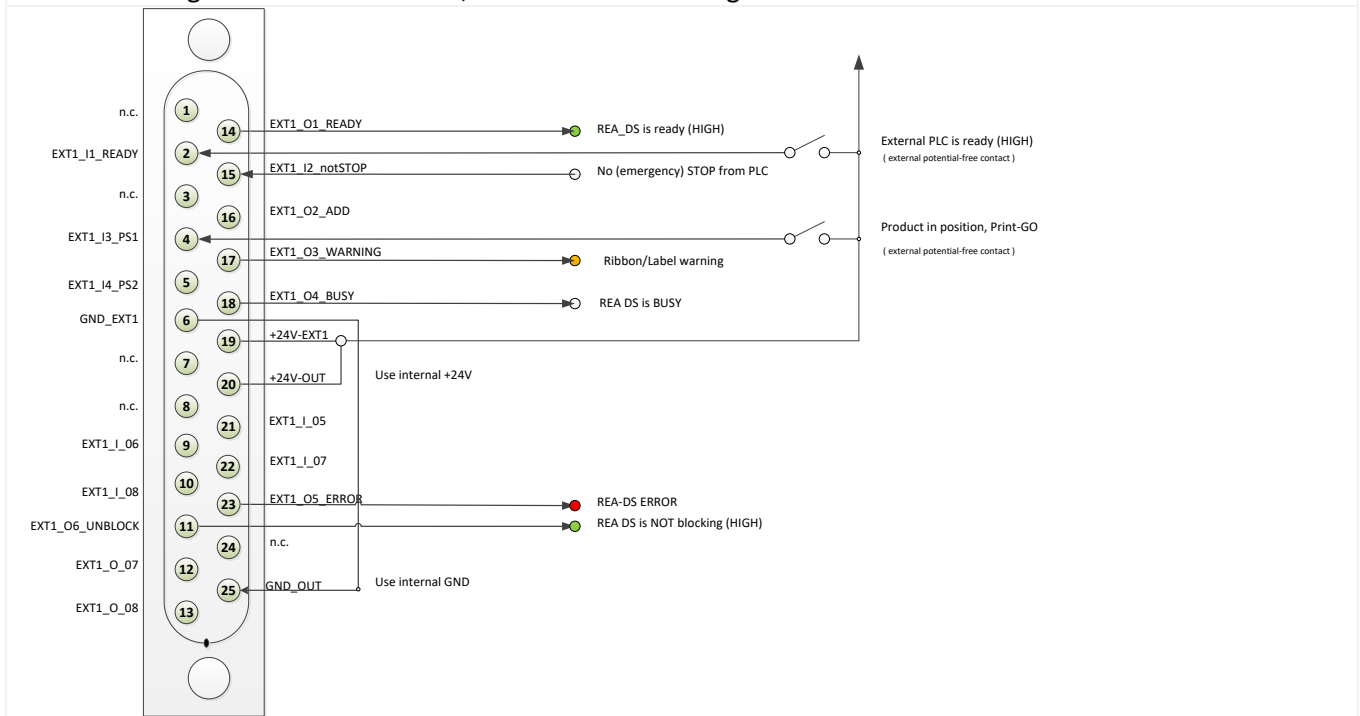 n.c.
1
14
EXT1_O1_READY
REA_DS is ready (HIGH)
EXT1_I1_READY
2
External PLC is ready (HIGH)
( external potential-free contact )
15
EXT1_I2_notSTOP
No (emergency) STOP from PLC
n.c.
3
16
EXT1_O2_ADD
EXT1_I3_PS1
4
Product in position, Print-GO
( external potential-free contact )
17
EXT1_O3_WARNING
Ribbon/Label warning
EXT1_I4_PS2
5
18
EXT1_O4_BUSY
REA DS is BUSY
GND_EXT1
6
19
+24V-EXT1
n.c.
7
20
+24V-OUT
Use internal +24V
n.c.
8
21
EXT1_I_05
EXT1_I_06
9
22
EXT1_I_07
EXT1_I_08
10
23
EXT1_O5_ERROR
REA-DS ERROR
EXT1_O6_UNBLOCK
11
REA DS is NOT blocking (HIGH)
24
n.c.
EXT1_O_07
12
25
GND_OUT
Use internal GND
EXT1_O_08
13